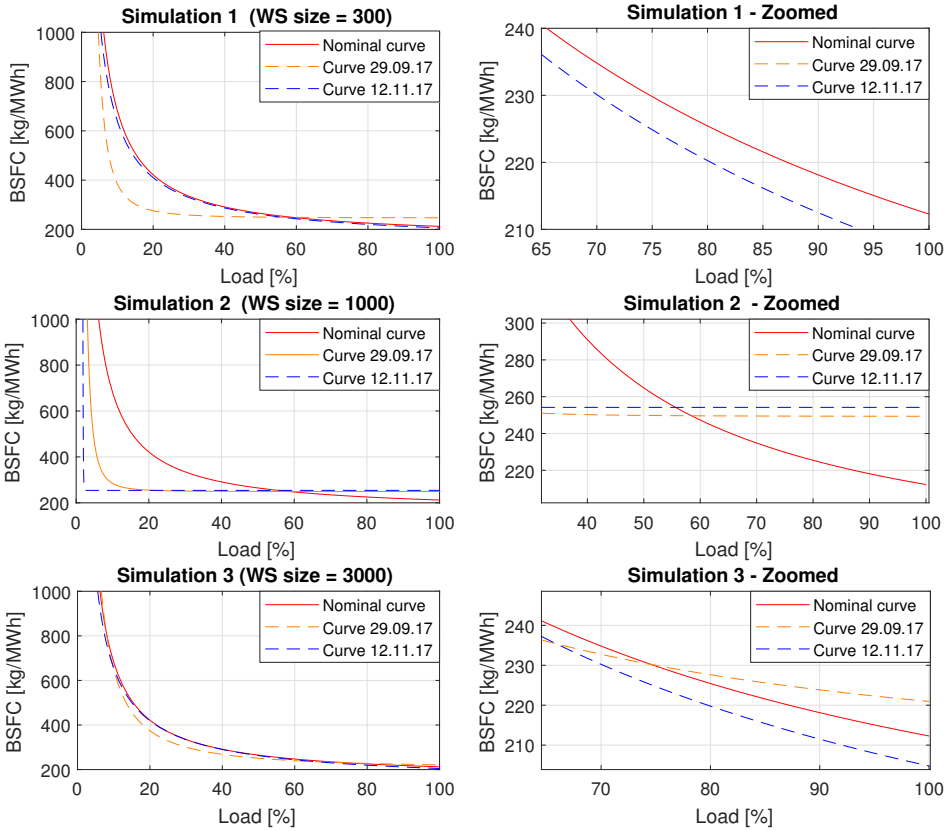 Simulation 1  (WS size = 300)
BSFC [kg/MWh]
1000
800
600
400
200
0
20
40
60
80
100
Load [%]
Nominal curve
Curve 29.09.17
Curve 12.11.17
Simulation 1 - Zoomed
BSFC [kg/MWh]
240
230
220
210
65
70
75
80
85
90
95
100
Load [%]
Nominal curve
Curve 29.09.17
Curve 12.11.17
Simulation 2  (WS size = 1000)
BSFC [kg/MWh]
1000
800
600
400
200
0
20
40
60
80
100
Load [%]
Nominal curve
Curve 29.09.17
Curve 12.11.17
Simulation 2  - Zoomed
BSFC [kg/MWh]
300
280
260
240
220
40
50
60
70
80
90
100
Load [%]
Nominal curve
Curve 29.09.17
Curve 12.11.17
Simulation 3 (WS size = 3000)
BSFC [kg/MWh]
1000
800
600
400
200
0
20
40
60
80
100
Load [%]
Nominal curve
Curve 29.09.17
Curve 12.11.17
Simulation 3 - Zoomed
BSFC [kg/MWh]
240
230
220
210
70
80
90
100
Load [%]
Nominal curve
Curve 29.09.17
Curve 12.11.17